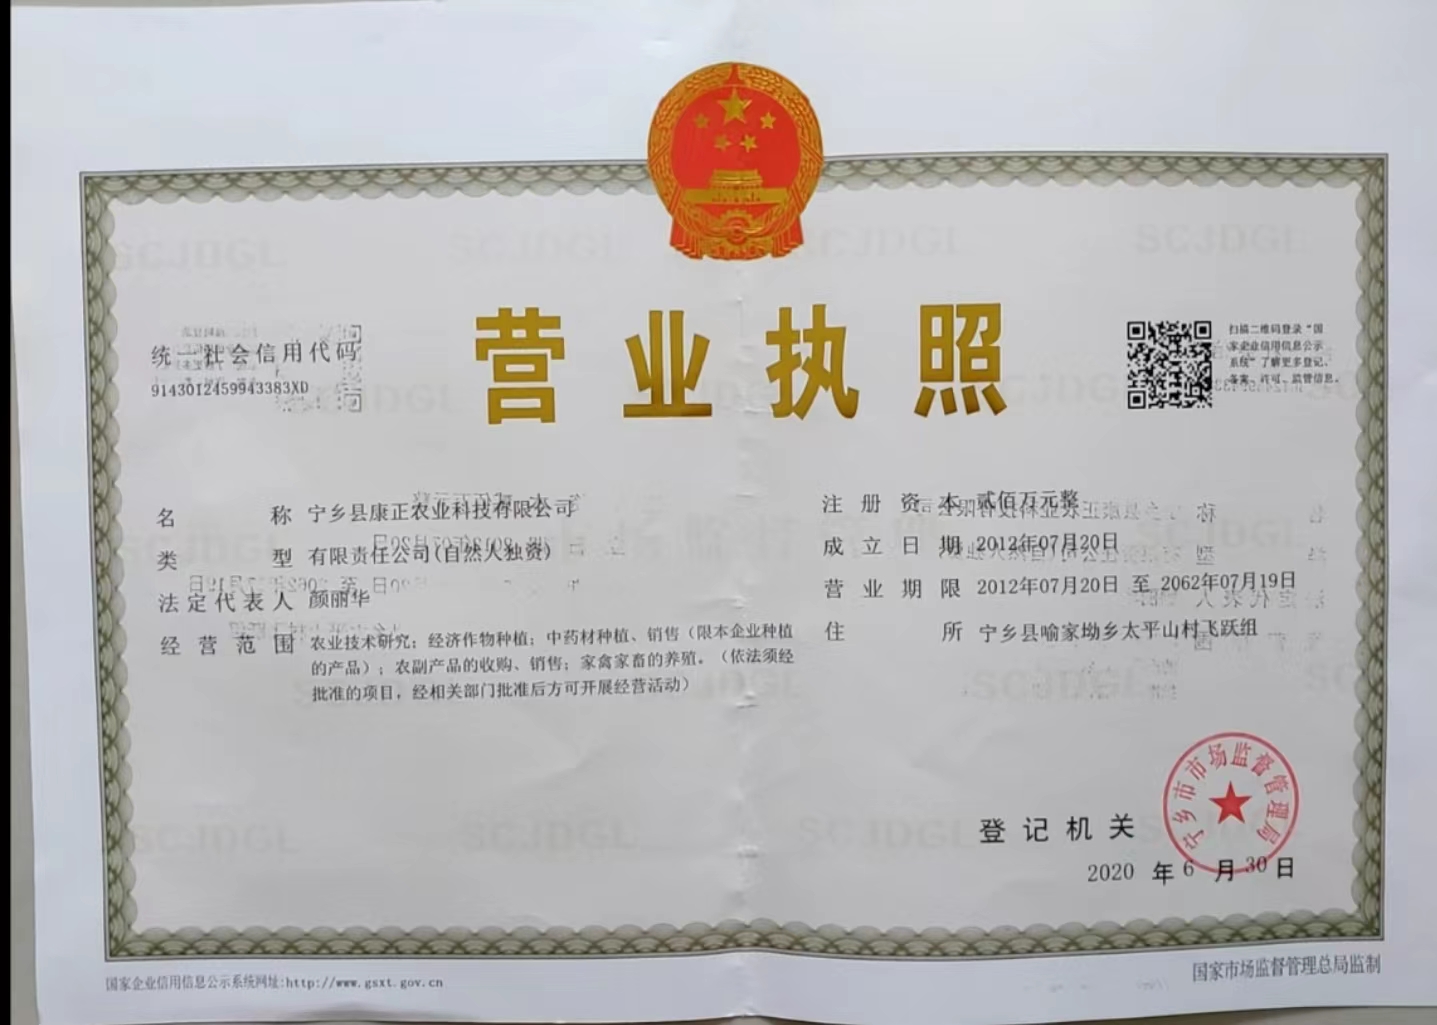 营业执照
统一社会信用代码
91430124599943383XD
扫描二维码登录“国
家企业信用信息公示
系统”了解更多登记、
备案、许可、监管信息。
名称 宁乡县康正农业科技有限公司
类型 有限责任公司(自然人独资)
法定代表人 颜丽华
经营范围 农业技术研究；经济作物种植；中药材种植、销售（限本企业种植
的产品）；农副产品的收购、销售；家禽家畜的养殖。（依法须经
批准的项目，经相关部门批准后方可开展经营活动）
注册资本 贰佰万元整
成立日期 2012年07月20日
营业期限 2012年07月20日 至 2062年07月19日
住所 宁乡县喻家坳乡太平山村飞跃组
登记机关
宁乡市市场监督管理局
2020 年 6 月 30 日
国家企业信用信息公示系统网址:http://www.gsxt.gov.cn
国家市场监督管理总局监制